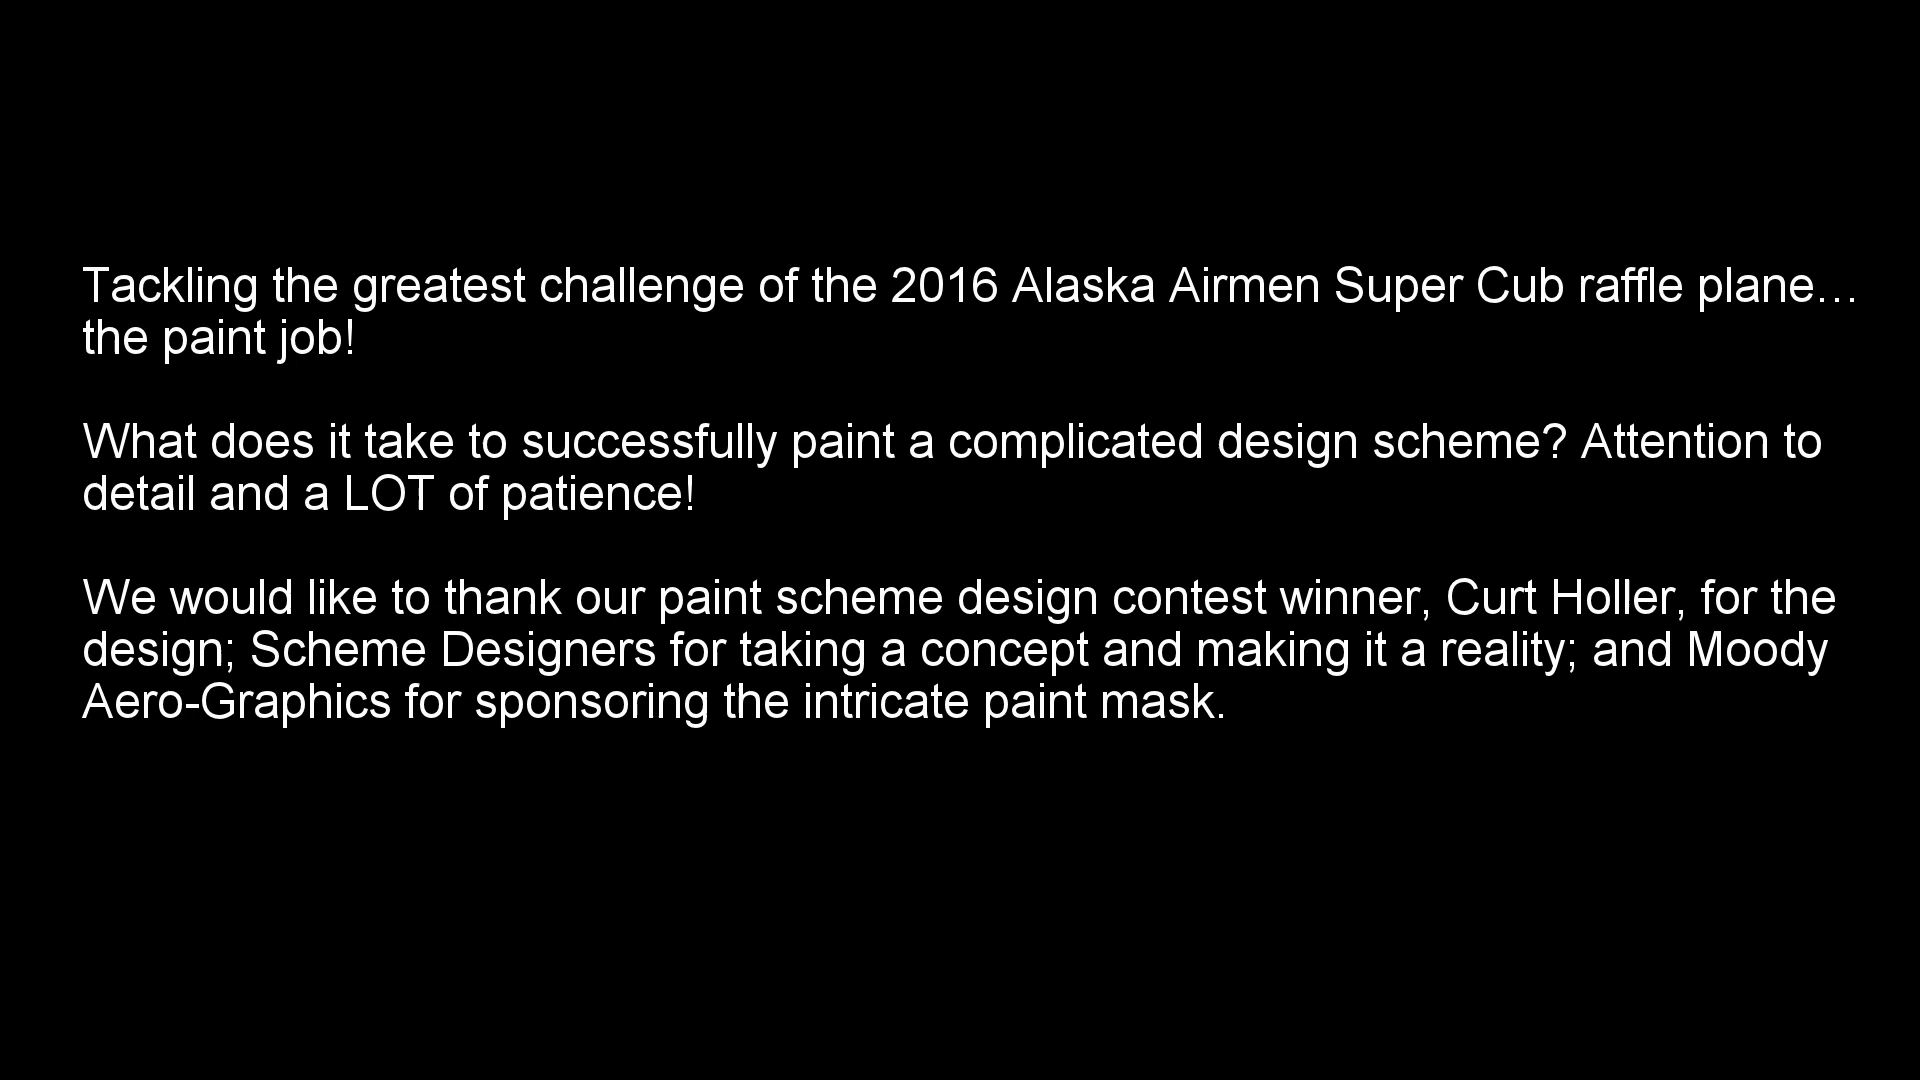 Tackling the greatest challenge of the 2016 Alaska Airmen Super Cub raffle plane…
the paint job!
What does it take to successfully paint a complicated design scheme? Attention to
detail and a LOT of patience!
We would like to thank our paint scheme design contest winner, Curt Holler, for the
design; Scheme Designers for taking a concept and making it a reality; and Moody
Aero-Graphics for sponsoring the intricate paint mask.